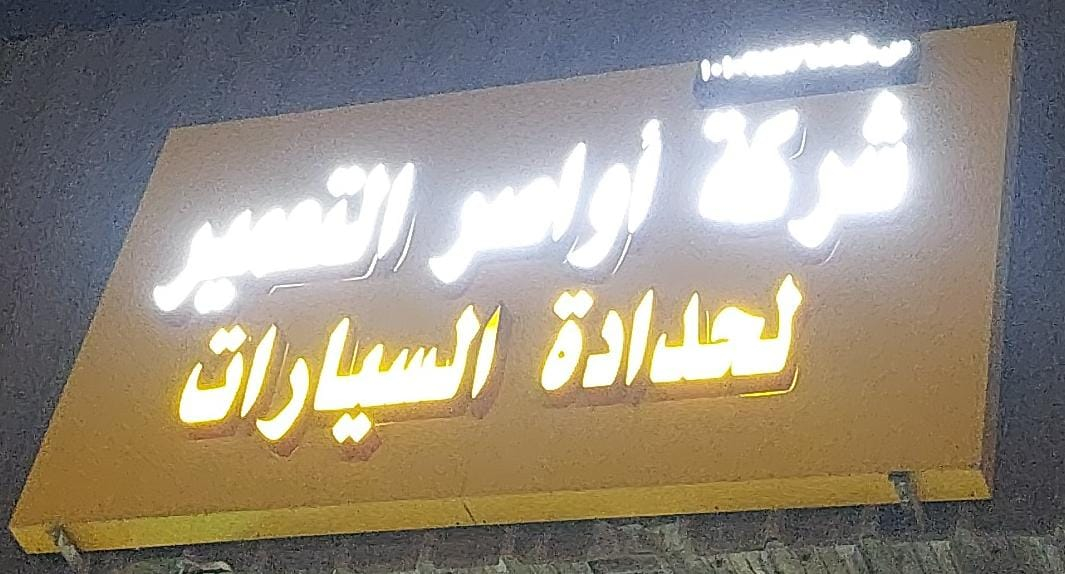 شركة أواصر التعمير
لحدادة السيارات